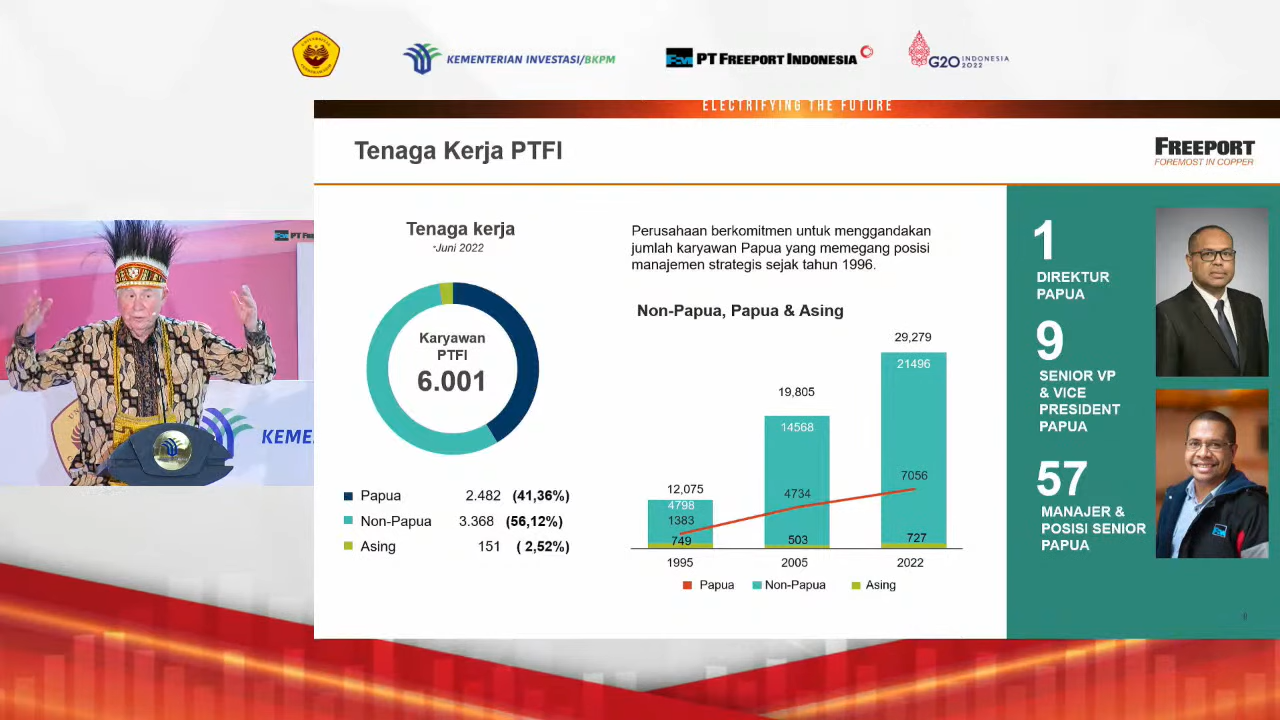 KEMENTERIAN INVESTASI/BKPM
PT FREEPORT INDONESIA
G20 INDONESIA
2022
ELECTRIFYING THE FUTURE
Tenaga Kerja PTFI
FREEPORT
FOREMOST IN COPPER
Tenaga kerja
*Juni 2022
Karyawan
PTFI
6.001
Papua 2.482 (41,36%)
Non-Papua 3.368 (56,12%)
Asing 151 ( 2,52%)
Perusahaan berkomitmen untuk menggandakan
jumlah karyawan Papua yang memegang posisi
manajemen strategis sejak tahun 1996.
Non-Papua, Papua & Asing
12,075
4798
1383
749
19,805
14568
4734
503
29,279
21496
7056
727
1995 2005 2022
Papua Non-Papua Asing
1
DIREKTUR
PAPUA
9
SENIOR VP
& VICE
PRESIDENT
PAPUA
57
MANAJER &
POSISI SENIOR
PAPUA
KEME